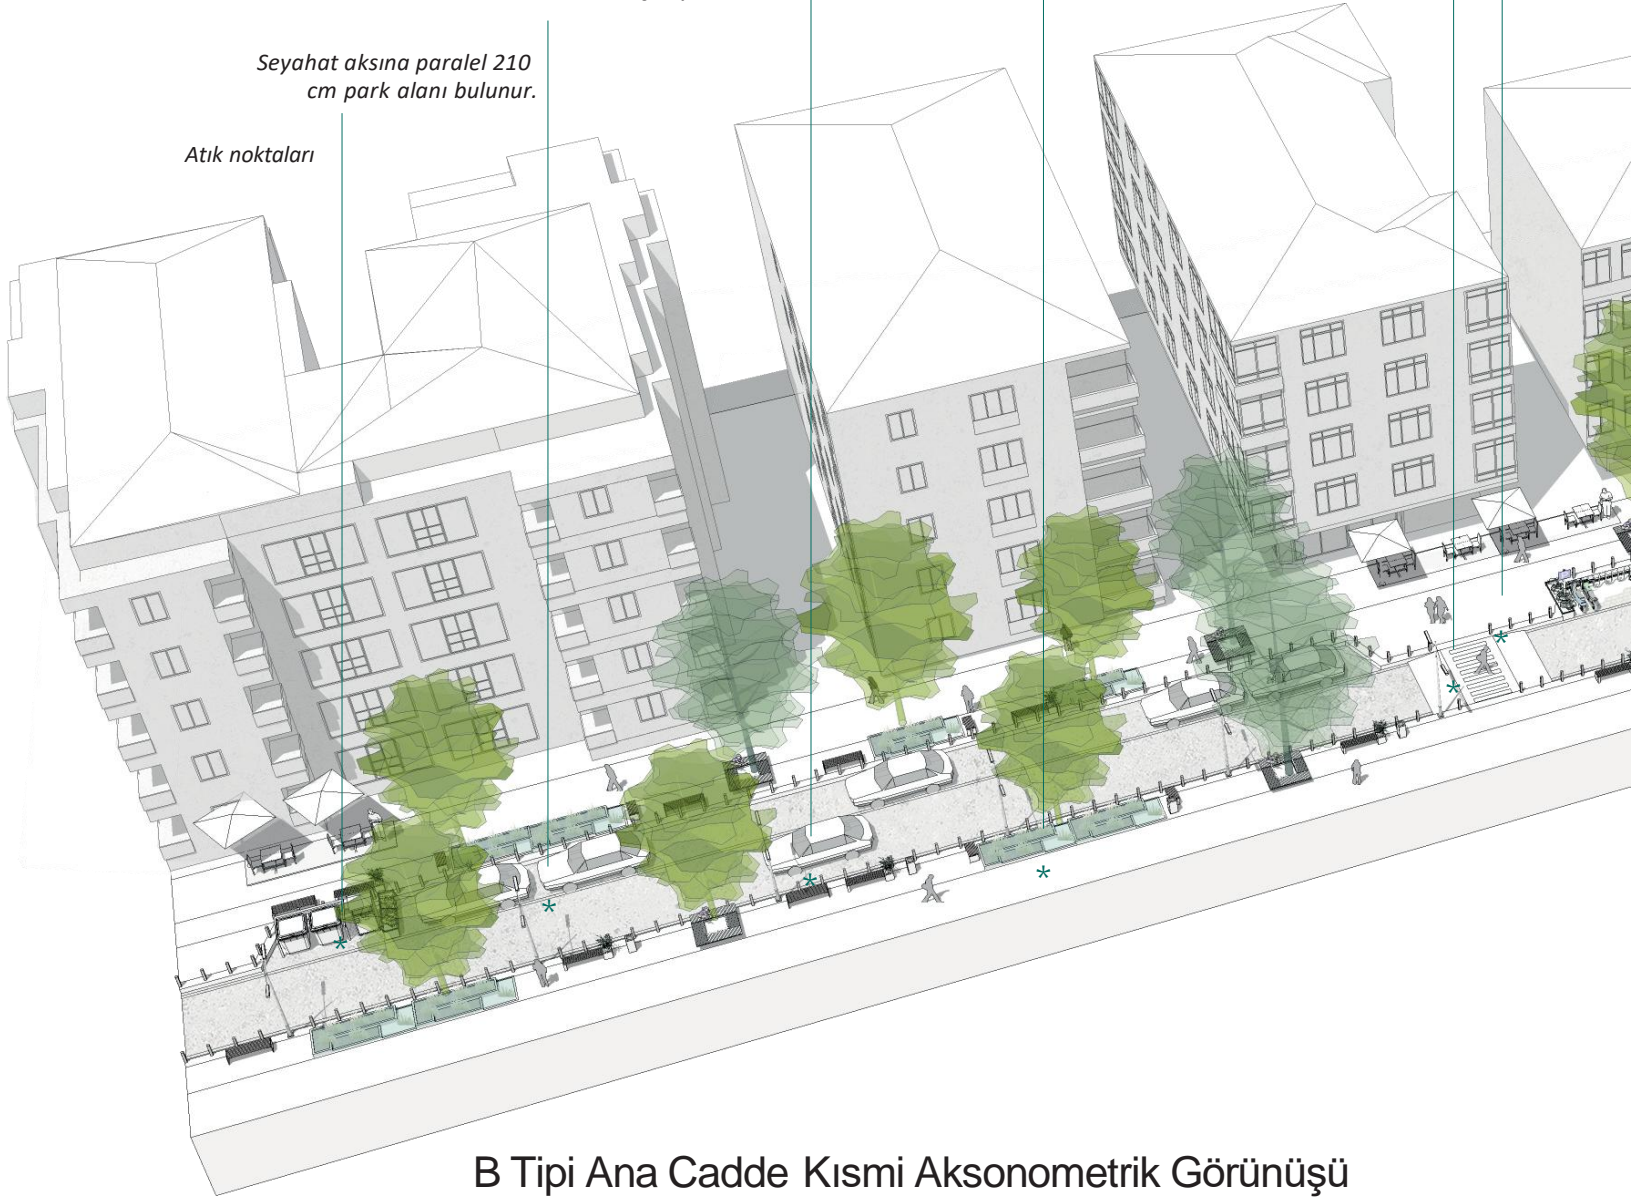 Seyahat aksına paralel 210
cm park alanı bulunur.
Atık noktaları
B Tipi Ana Cadde Kısmi Aksonometrik Görünüşü